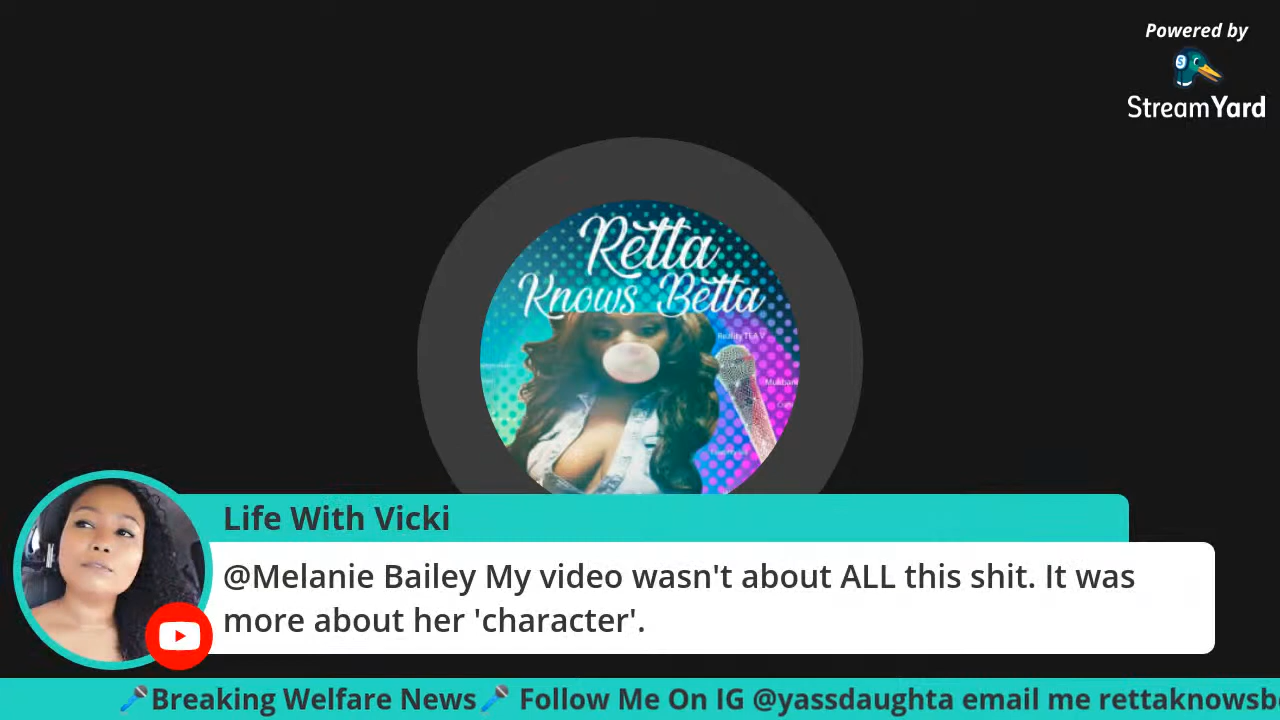 Powered by
StreamYard
Retta
Knows Betta
Life With Vicki
@Melanie Bailey My video wasn't about ALL this shit. It was
more about her 'character'.
🎤Breaking Welfare News🎤 Follow Me On IG @yassdaughta email me rettaknowsb